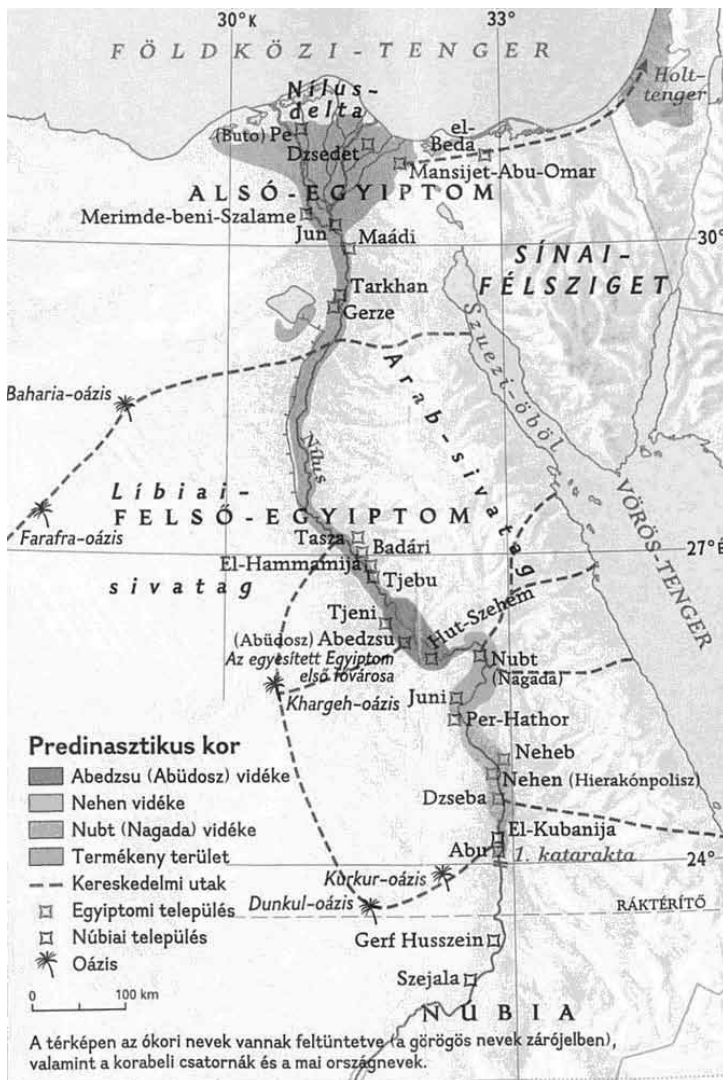 30° K
33°
FÖLDKÖZI-TENGER
Holt-
tenger
Nílus-
delta
(Buto) Pe
el-
Beda
Dzsedet
Mansijet-Abu-Omar
ALSÓ-EGYIPTOM
Merimde-beni-Szalame
Jun
Maádi
30°
SÍNAI-
FÉLSZIGET
Tarkhan
Gerze
Szuezi-öböl
Arab-sivatag
Baharia-oázis
Nílus
Líbiai-
VÖRÖS-TENGER
FELSŐ-EGYIPTOM
Farafra-oázis
Tasza
Badári
27° É
El-Hammamija
sivatag
Tjebu
Tjeni
Hut-Szehem
(Abüdosz) Abedzsu
Az egyesített Egyiptom
első fővárosa
Nubt
(Nagada)
Khargeh-oázis
Juni
Per-Hathor
Predinasztikus kor
Abedzsu (Abüdosz) vidéke
Nehen vidéke
Nubt (Nagada) vidéke
Termékeny terület
Kereskedelmi utak
Egyiptomi település
Núbiai település
Oázis
0 100 km
Neheb
Nehen (Hierakónpolisz)
Dzseba
El-Kubanija
Abur
1. katarakta
24°
Kurkur-oázis
Dunkul-oázis
RÁKTÉRÍTŐ
Gerf Husszein
Szejala
NÚBIA
33°
A térképen az ókori nevek vannak feltüntetve (a görögös nevek zárójelben),
valamint a korabeli csatornák és a mai országnevek.